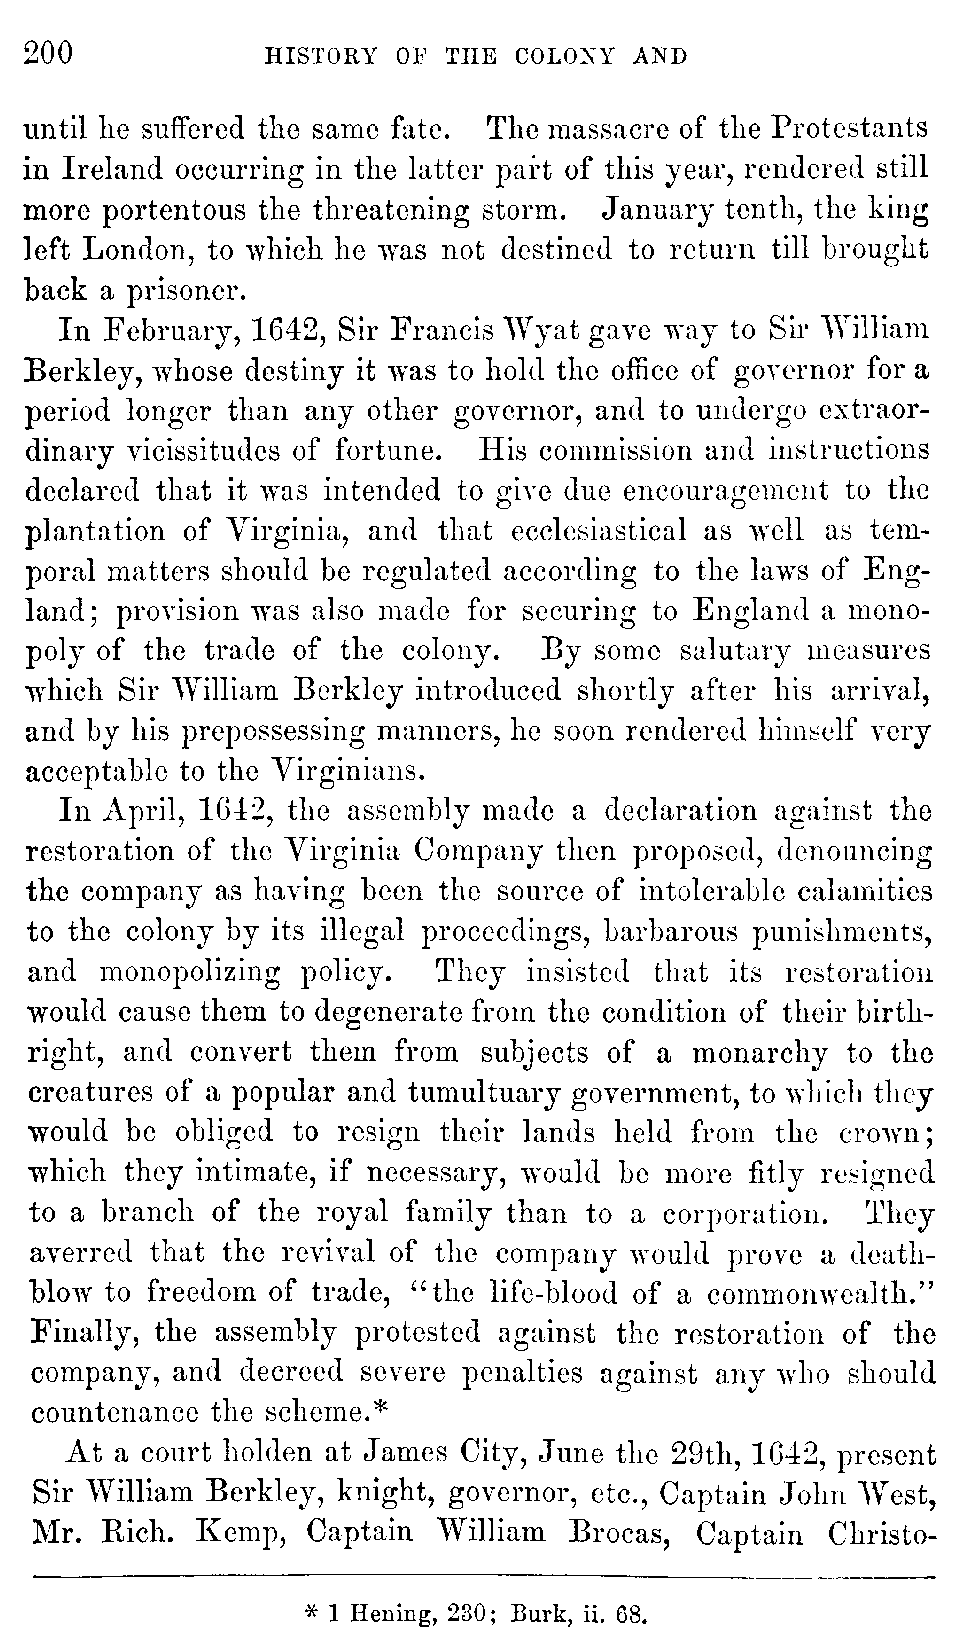 200 HISTORY OF THE COLONY AND
until he suffered the same fate. The massacre of the Protestants
in Ireland occurring in the latter part of this year, rendered still
more portentous the threatening storm. January tenth, the king
left London, to which he was not destined to return till brought
back a prisoner.
In February, 1642, Sir Francis Wyat gave way to Sir William
Berkley, whose destiny it was to hold the office of governor for a
period longer than any other governor, and to undergo extraor-
dinary vicissitudes of fortune. His commission and instructions
declared that it was intended to give due encouragement to the
plantation of Virginia, and that ecclesiastical as well as tem-
poral matters should be regulated according to the laws of Eng-
land; provision was also made for securing to England a mono-
poly of the trade of the colony. By some salutary measures
which Sir William Berkley introduced shortly after his arrival,
and by his prepossessing manners, he soon rendered himself very
acceptable to the Virginians.
In April, 1642, the assembly made a declaration against the
restoration of the Virginia Company then proposed, denouncing
the company as having been the source of intolerable calamities
to the colony by its illegal proceedings, barbarous punishments,
and monopolizing policy. They insisted that its restoration
would cause them to degenerate from the condition of their birth-
right, and convert them from subjects of a monarchy to the
creatures of a popular and tumultuary government, to which they
would be obliged to resign their lands held from the crown;
which they intimate, if necessary, would be more fitly resigned
to a branch of the royal family than to a corporation. They
averred that the revival of the company would prove a death-
blow to freedom of trade, "the life-blood of a commonwealth."
Finally, the assembly protested against the restoration of the
company, and decreed severe penalties against any who should
countenance the scheme.*
At a court holden at James City, June the 29th, 1642, present
Sir William Berkley, knight, governor, etc., Captain John West,
Mr. Rich. Kemp, Captain William Brocas, Captain Christo-
* 1 Hening, 230; Burk, ii. 68.